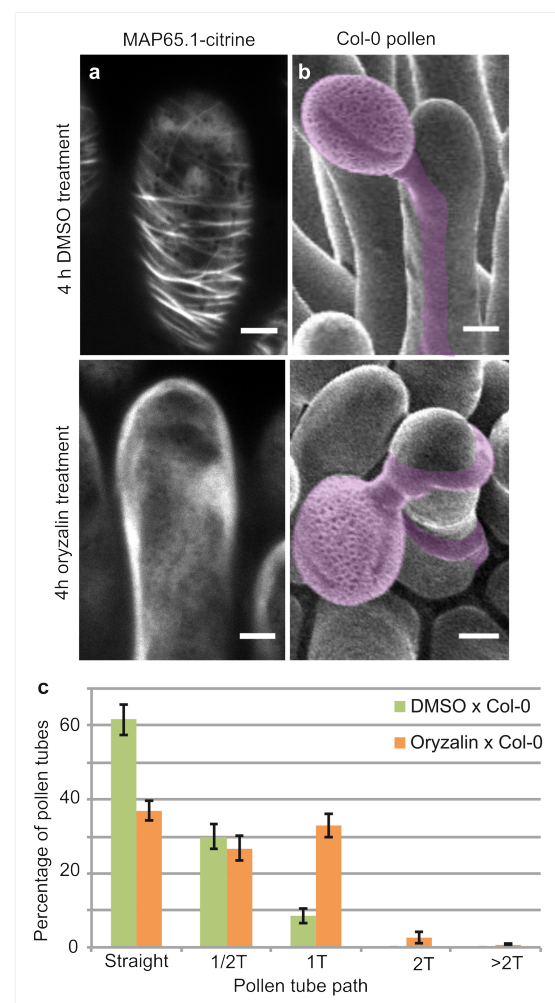 MAP65.1-citrine
Col-0 pollen
4 h DMSO treatment
a
b
4h oryzalin treatment
c
Percentage of pollen tubes
60
40
20
0
DMSO x Col-0
Oryzalin x Col-0
Straight
1/2T
1T
2T
>2T
Pollen tube path